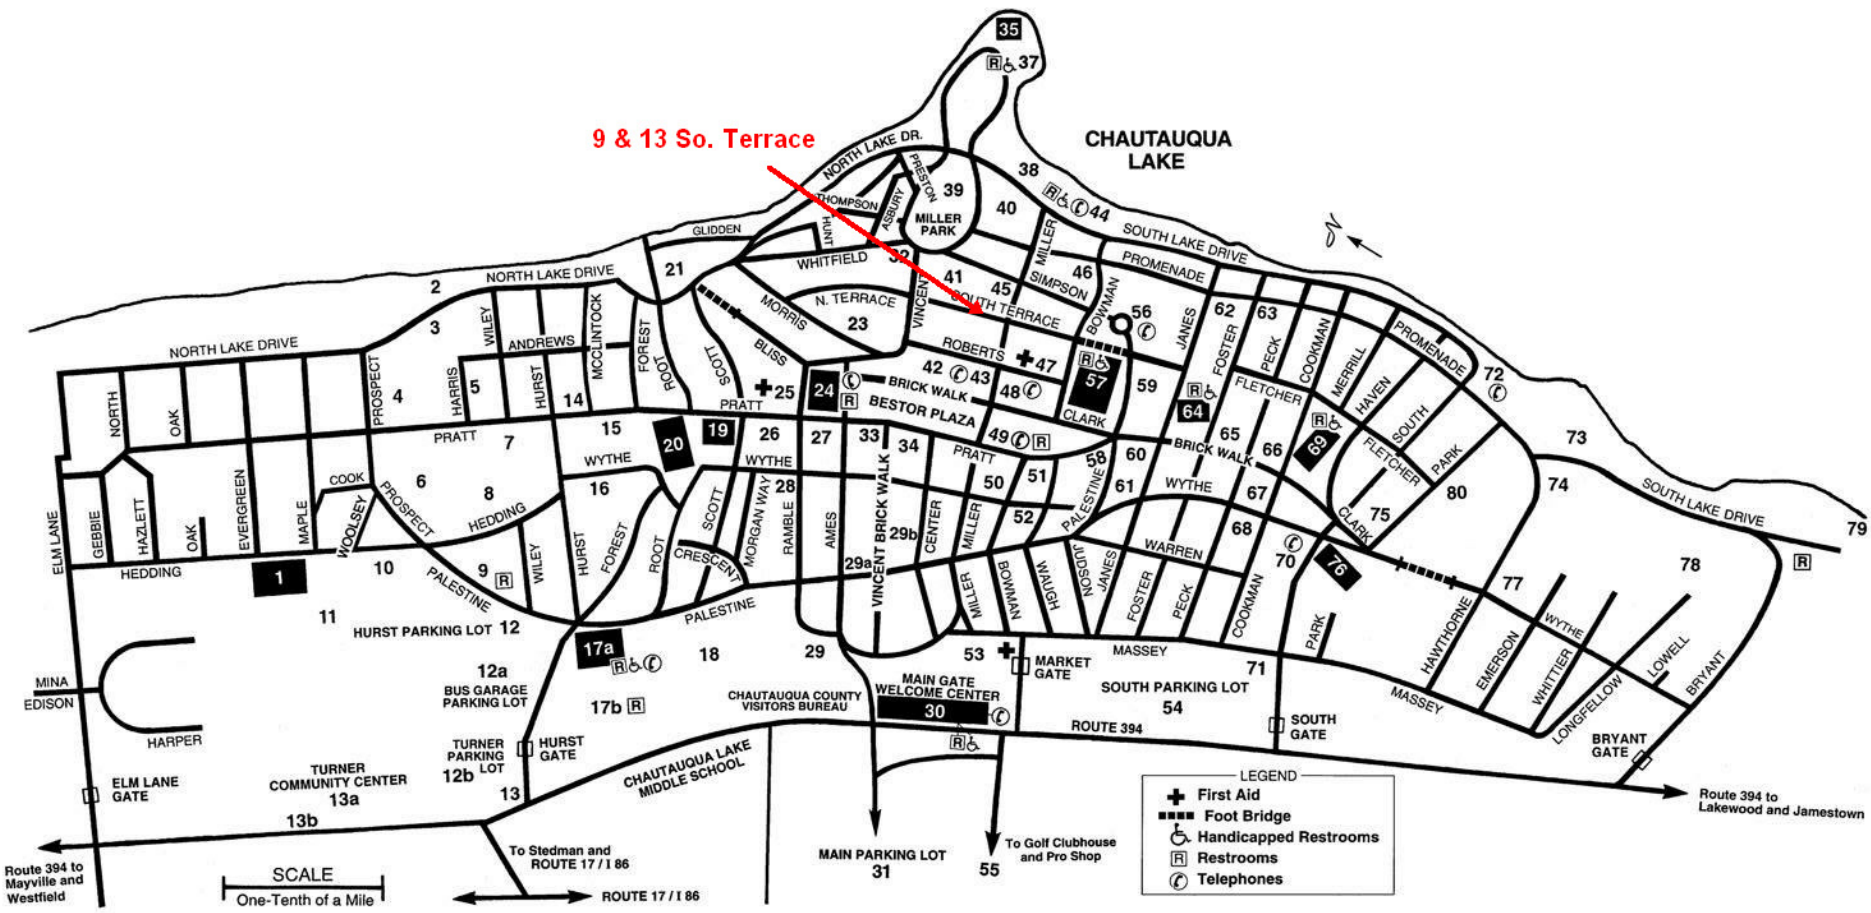 35
R 37
9 & 13 So. Terrace
CHAUTAUQUA
LAKE
NORTH LAKE DR.
PRESTON
38
39
THOMPSON
ASBURY
MILLER
PARK
40
R
44
HUNT
GLIDDEN
WHITFIELD
32
MILLER
SOUTH LAKE DRIVE
21
NORTH LAKE DRIVE
2
41
45
SIMPSON
46
PROMENADE
BOWMAN
MORRIS
N. TERRACE
VINCENT
SOUTH TERRACE
23
56
JANES
62
63
3
WILEY
MCCLINTOCK
ANDREWS
FOREST
ROOT
SCOTT
BLISS
ROBERTS
47
FOSTER
PECK
COOKMAN
MERRILL
PROMENADE
NORTH LAKE DRIVE
PROSPECT
4
HARRIS
5
HURST
14
25
24
R
42
43
BRICK WALK
48
R
57
59
FLETCHER
HAVEN
72
NORTH
OAK
PRATT
BESTOR PLAZA
CLARK
R
64
R
69
SOUTH
PARK
73
PRATT
7
15
20
19
26
27
33
34
49
R
PRATT
58
60
65
66
BRICK WALK
FLETCHER
EVERGREEN
MAPLE
COOK
WOOLSEY
6
PROSPECT
8
HEDDING
WYTHE
16
SCOTT
WYTHE
MORGAN WAY
28
RAMBLE
AMES
VINCENT BRICK WALK
29b
CENTER
MILLER
50
51
52
PALESTINE
61
WYTHE
67
68
CLARK
75
80
74
SOUTH LAKE DRIVE
79
ELM LANE
GEBBIE
HAZLETT
OAK
HEDDING
1
10
9
R
WILEY
HURST
FOREST
ROOT
CRESCENT
29a
PALESTINE
PALESTINE
MILLER
BOWMAN
WAUGH
JUDSON
JANES
WARREN
FOSTER
PECK
COOKMAN
70
76
77
78
R
11
HURST PARKING LOT 12
17a
R
18
29
53
MASSEY
MARKET
GATE
71
PARK
HAWTHORNE
EMERSON
WYTHE
WHITTIER
LONGFELLOW
LOWELL
BRYANT
MINA
EDISON
HARPER
12a
BUS GARAGE
PARKING LOT
17b R
CHAUTAUQUA COUNTY
VISITORS BUREAU
MAIN GATE
WELCOME CENTER
30
R
SOUTH PARKING LOT
54
MASSEY
ROUTE 394
SOUTH
GATE
BRYANT
GATE
TURNER
PARKING
LOT
12b
HURST
GATE
13
CHAUTAUQUA LAKE
MIDDLE SCHOOL
ELM LANE
GATE
TURNER
COMMUNITY CENTER
13a
13b
Route 394 to
Mayville and
Westfield
SCALE
One-Tenth of a Mile
To Stedman and
ROUTE 17 / I 86
ROUTE 17 / I 86
MAIN PARKING LOT
31
55
To Golf Clubhouse
and Pro Shop
LEGEND
First Aid
Foot Bridge
Handicapped Restrooms
R Restrooms
Telephones
Route 394 to
Lakewood and Jamestown